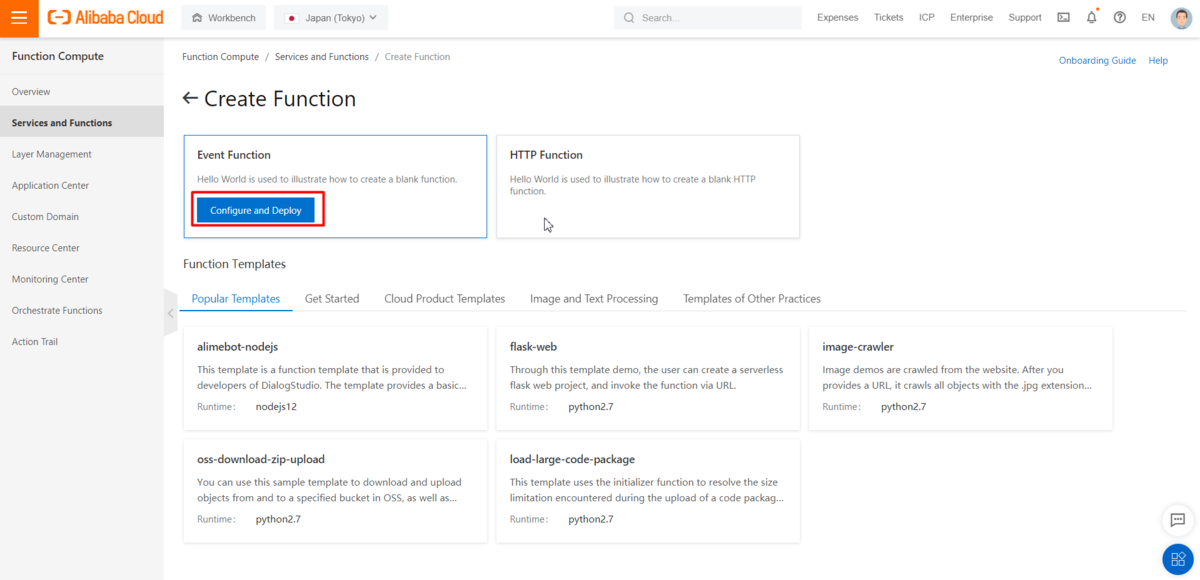 Alibaba Cloud
Workbench
Japan (Tokyo)
Search...
Expenses
Tickets
ICP
Enterprise
Support
EN
Function Compute
Overview
Services and Functions
Layer Management
Application Center
Custom Domain
Resource Center
Monitoring Center
Orchestrate Functions
Action Trail
Function Compute / Services and Functions / Create Function
Onboarding Guide
Help
Create Function
Event Function
Hello World is used to illustrate how to create a blank function.
Configure and Deploy
HTTP Function
Hello World is used to illustrate how to create a blank HTTP
function.
Function Templates
Popular Templates
Get Started
Cloud Product Templates
Image and Text Processing
Templates of Other Practices
alimebot-nodejs
This template is a function template that is provided to
developers of DialogStudio. The template provides a basic...
Runtime: nodejs12
flask-web
Through this template demo, the user can create a serverless
flask web project, and invoke the function via URL.
Runtime: python2.7
image-crawler
Image demos are crawled from the website. After you
provides a URL, it crawls all objects with the .jpg extension...
Runtime: python2.7
oss-download-zip-upload
You can use this sample template to download and upload
objects from and to a specified bucket in OSS, as well as...
Runtime: python2.7
load-large-code-package
This template uses the initializer function to resolve the size
limitation encountered during the upload of a code packag...
Runtime: python2.7